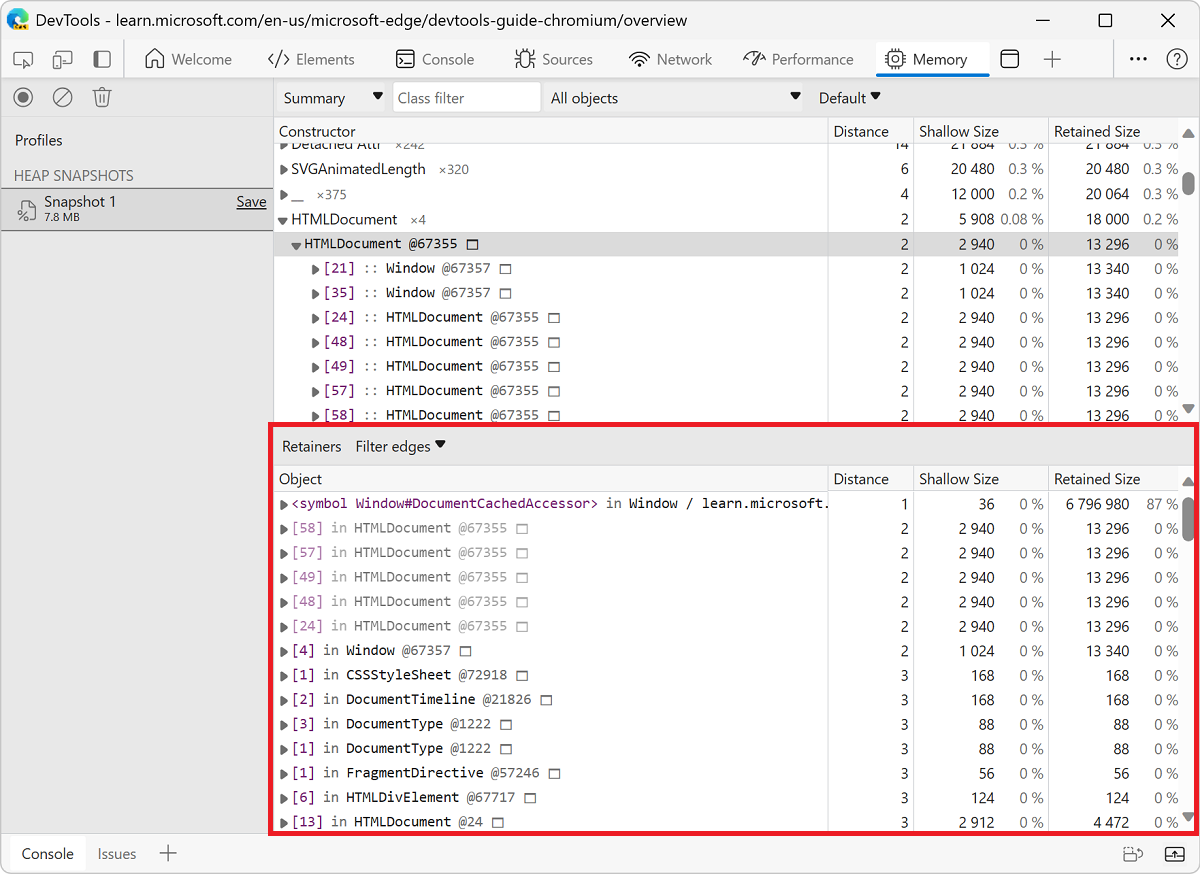 DevTools - learn.microsoft.com/en-us/microsoft-edge/devtools-guide-chromium/overview
Welcome Elements Console Sources Network Performance Memory
Summary Class filter All objects Default
Profiles
HEAP SNAPSHOTS
Snapshot 1 Save
7.8 MB
Constructor Distance Shallow Size Retained Size
Detached Attr ×242 14 21 884 0.3 % 21 884 0.3 %
SVGAnimatedLength ×320 6 20 480 0.3 % 20 480 0.3 %
__ ×375 4 12 000 0.2 % 20 064 0.3 %
HTMLDocument ×4 2 5 908 0.08 % 18 000 0.2 %
HTMLDocument @67355 2 2 940 0 % 13 296 0 %
[21] :: Window @67357 2 1 024 0 % 13 340 0 %
[35] :: Window @67357 2 1 024 0 % 13 340 0 %
[24] :: HTMLDocument @67355 2 2 940 0 % 13 296 0 %
[48] :: HTMLDocument @67355 2 2 940 0 % 13 296 0 %
[49] :: HTMLDocument @67355 2 2 940 0 % 13 296 0 %
[57] :: HTMLDocument @67355 2 2 940 0 % 13 296 0 %
[58] :: HTMLDocument @67355 2 2 940 0 % 13 296 0 %
Retainers Filter edges
Object Distance Shallow Size Retained Size
<symbol Window#DocumentCachedAccessor> in Window / learn.microsoft. 1 36 0 % 6 796 980 87 %
[58] in HTMLDocument @67355 2 2 940 0 % 13 296 0 %
[57] in HTMLDocument @67355 2 2 940 0 % 13 296 0 %
[49] in HTMLDocument @67355 2 2 940 0 % 13 296 0 %
[48] in HTMLDocument @67355 2 2 940 0 % 13 296 0 %
[24] in HTMLDocument @67355 2 2 940 0 % 13 296 0 %
[4] in Window @67357 2 1 024 0 % 13 340 0 %
[1] in CSSStyleSheet @72918 3 168 0 % 168 0 %
[2] in DocumentTimeline @21826 3 168 0 % 168 0 %
[3] in DocumentType @1222 3 88 0 % 88 0 %
[1] in DocumentType @1222 3 88 0 % 88 0 %
[1] in FragmentDirective @57246 3 56 0 % 56 0 %
[6] in HTMLDivElement @67717 3 124 0 % 124 0 %
[13] in HTMLDocument @24 3 2 912 0 % 4 472 0 %
Console Issues